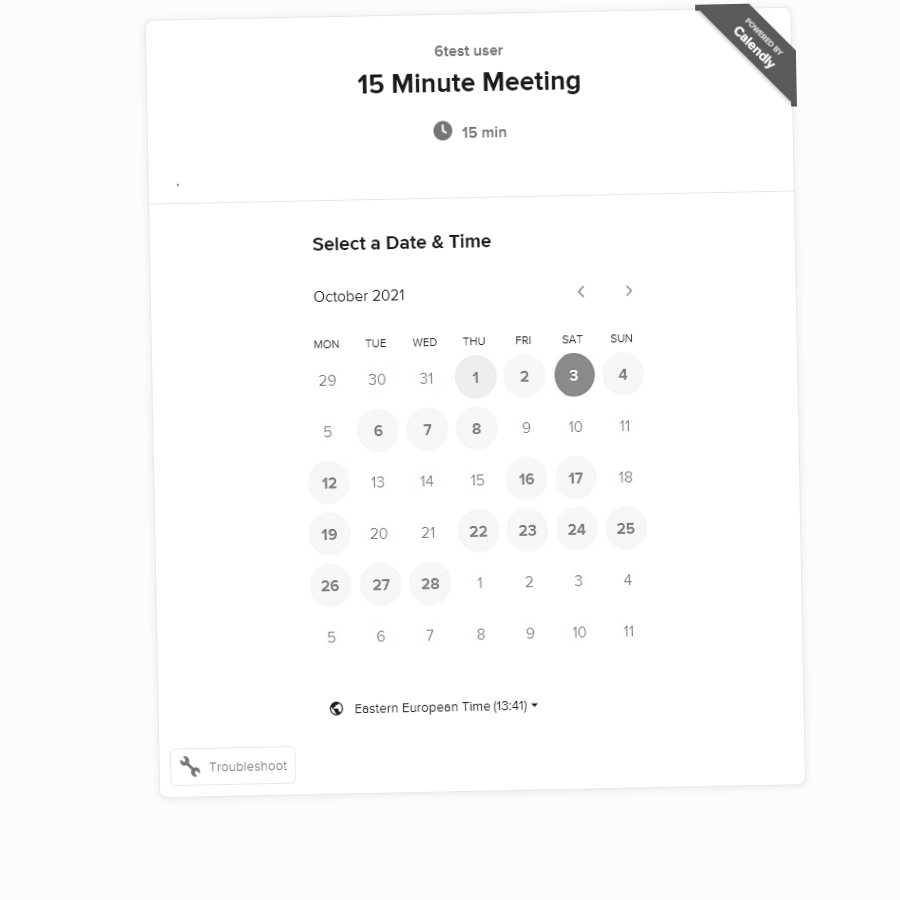 POWERED BY
Calendly
6test user
15 Minute Meeting
15 min
.
Select a Date & Time
October 2021
MON TUE WED THU FRI SAT SUN
29 30 31 1 2 3 4
5 6 7 8 9 10 11
12 13 14 15 16 17 18
19 20 21 22 23 24 25
26 27 28 1 2 3 4
5 6 7 8 9 10 11
Eastern European Time (13:41)
Troubleshoot